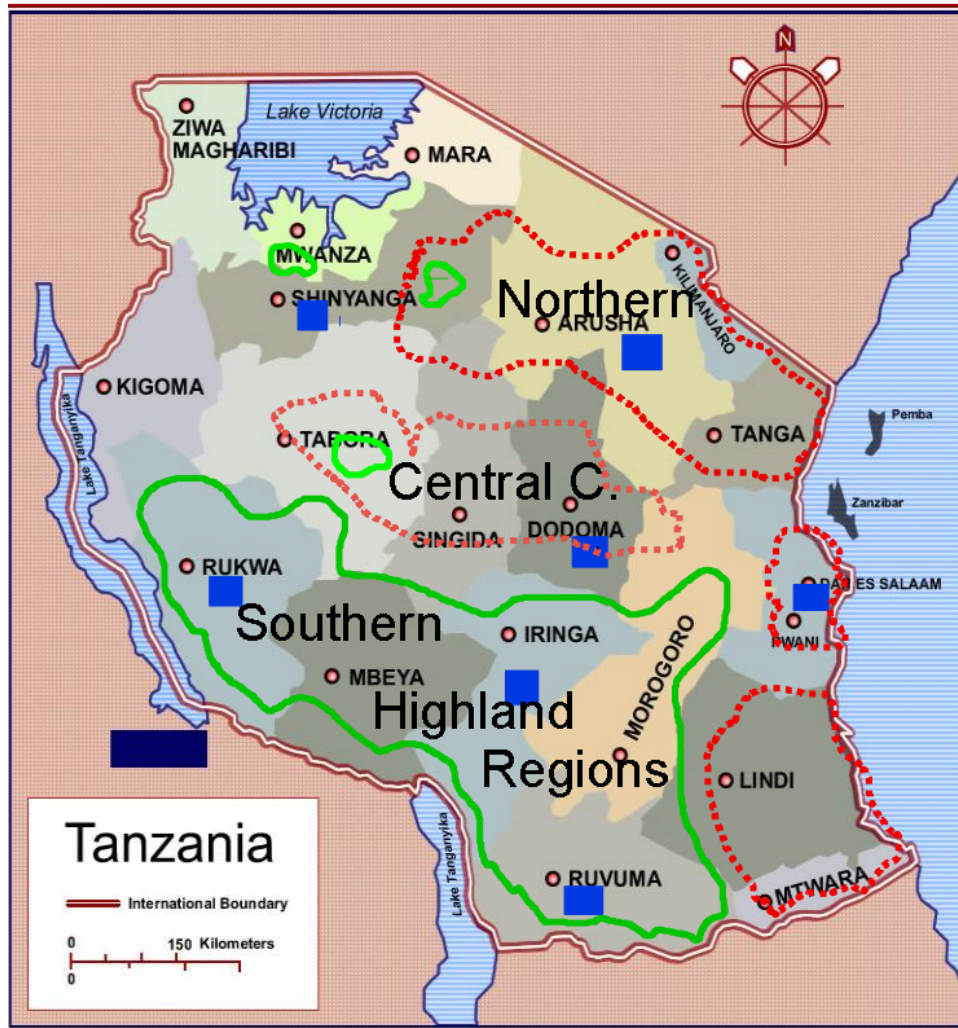 N
Lake Victoria
ZIWA
MAGHARIBI
MARA
MWANZA
SHINYANGA
Northern
KILIMANJARO
ARUSHA
KIGOMA
Lake Tanganyika
TABORA
TANGA
Pemba
Central C.
Zanzibar
SINGIDA
DODOMA
RUKWA
DAR ES SALAAM
PWANI
Southern
IRINGA
MBEYA
MOROGORO
Highland
Regions
LINDI
Tanzania
International Boundary
0
150 Kilometers
0
Lake Tanganyika
RUVUMA
MTWARA